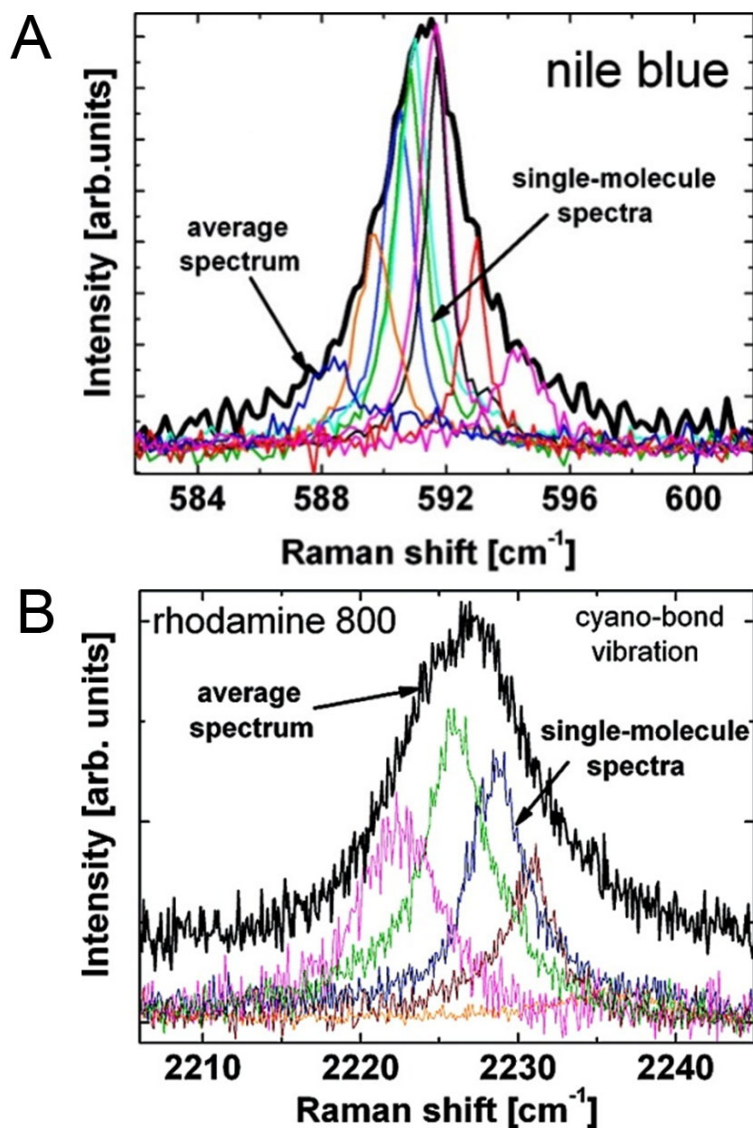 A
nile blue
Intensity [arb.units]
average
spectrum
single-molecule
spectra
584 588 592 596 600
Raman shift [cm⁻¹]
B
rhodamine 800
cyano-bond
vibration
Intensity [arb. units]
average
spectrum
single-molecule
spectra
2210 2220 2230 2240
Raman shift [cm⁻¹]